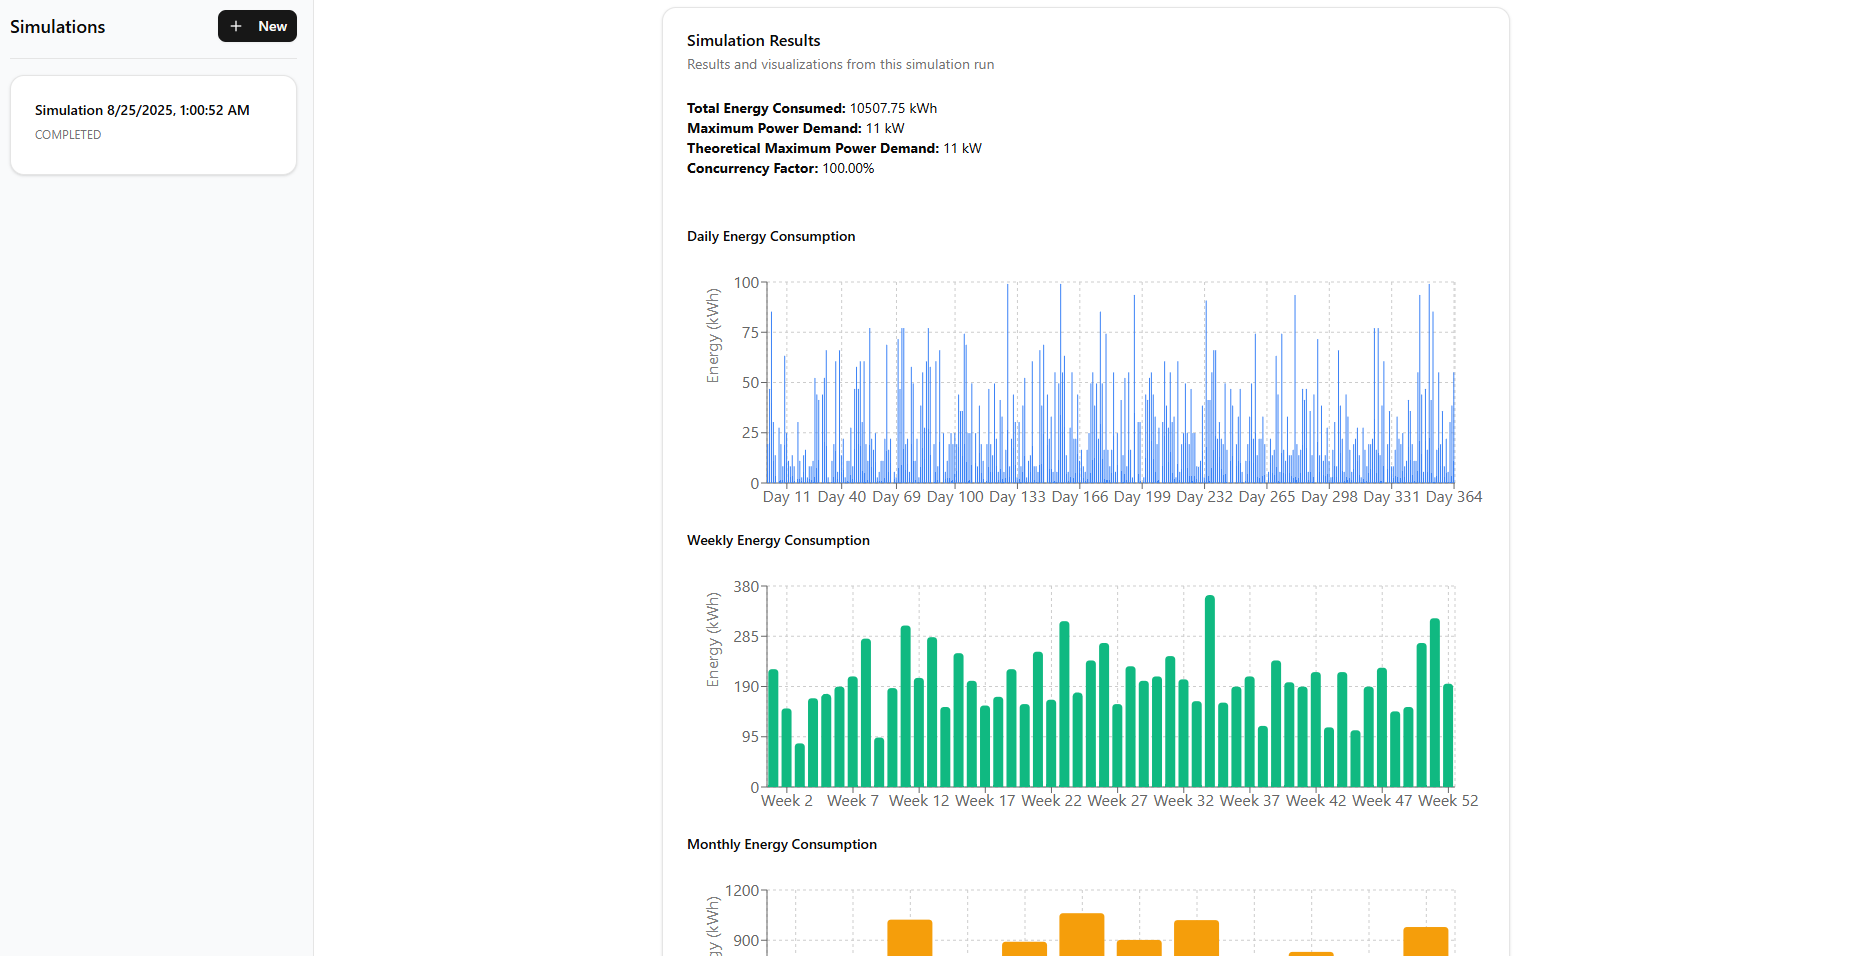 Simulations
+ New
Simulation 8/25/2025, 1:00:52 AM
COMPLETED
Simulation Results
Results and visualizations from this simulation run
Total Energy Consumed: 10507.75 kWh
Maximum Power Demand: 11 kW
Theoretical Maximum Power Demand: 11 kW
Concurrency Factor: 100.00%
Daily Energy Consumption
Energy (kWh)
100
75
50
25
0
Day 11 Day 40 Day 69 Day 100 Day 133 Day 166 Day 199 Day 232 Day 265 Day 298 Day 331 Day 364
Weekly Energy Consumption
Energy (kWh)
380
285
190
95
0
Week 2 Week 7 Week 12 Week 17 Week 22 Week 27 Week 32 Week 37 Week 42 Week 47 Week 52
Monthly Energy Consumption
gy (kWh)
1200
900